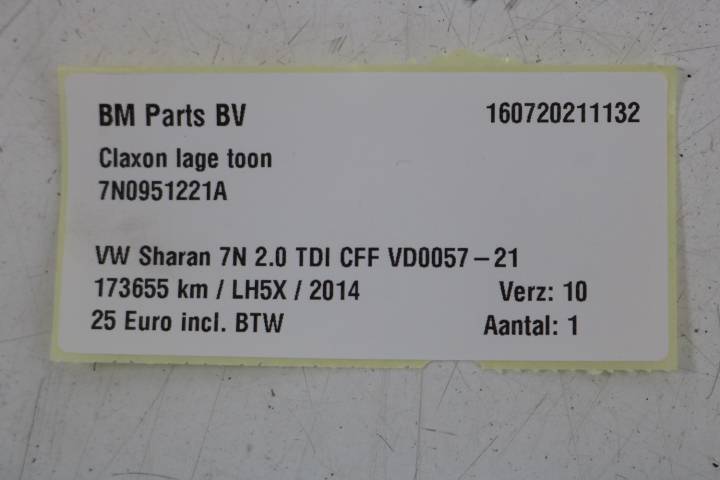 BM Parts BV 160720211132
Claxon lage toon
7N0951221A
VW Sharan 7N 2.0 TDI CFF VD0057-21
173655 km / LH5X / 2014 Verz: 10
25 Euro incl. BTW Aantal: 1